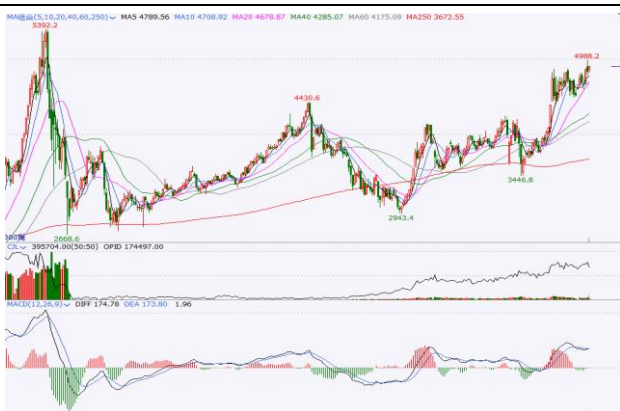 MA组合(5,10,20,40,60,250) MA5 4789.56 MA10 4708.92 MA20 4678.87 MA40 4285.07 MA60 4175.09 MA250 3672.55
5392.2
4988.2
4430.6
3446.8
2943.4
2668.6
CJL 395704.00(50:50) OPID 174497.00
MACD(12,26,9) DIFF 174.78 DEA 173.80 1.96